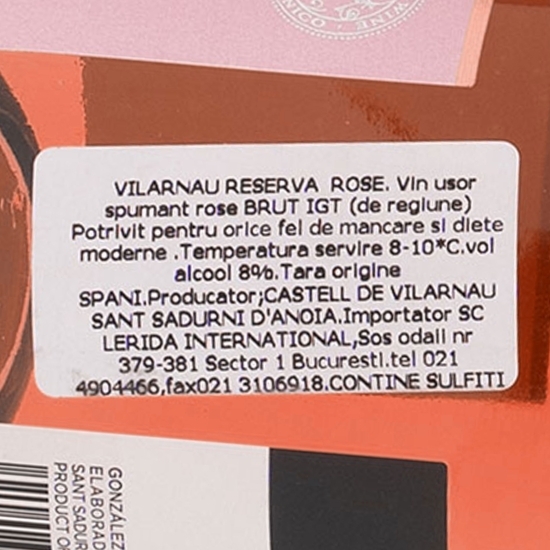 WINE
VILARNAU RESERVA ROSE. Vin usor
spumant rose BRUT IGT (de regiune)
Potrivit pentru orice fel de mancare si diete
moderne .Temperatura servire 8-10*C.vol
alcool 8%.Tara origine
SPANI.Producator;CASTELL DE VILARNAU
SANT SADURNI D'ANOIA.Importator SC
LERIDA INTERNATIONAL,Sos odaii nr
379-381 Sector 1 Bucuresti.tel 021
4904466,fax021 3106918.CONTINE SULFITI
GONZÁLEZ
ELABORAD
SANT SADUR
PRODUCT OF